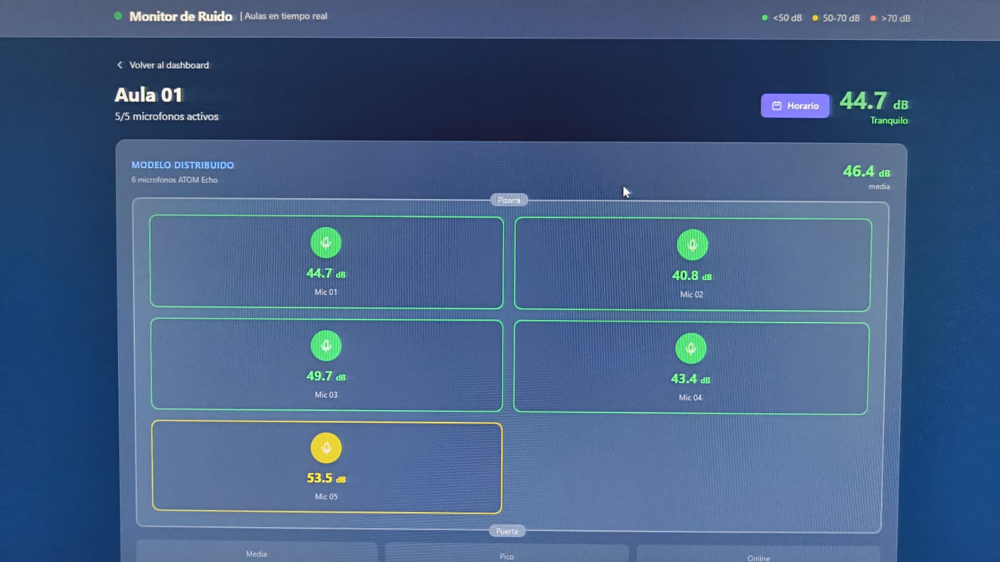 Monitor de Ruido | Aulas en tiempo real
<50 dB 50-70 dB >70 dB
Volver al dashboard
Aula 01
5/5 microfonos activos
Horario
44.7 dB
Tranquilo
MODELO DISTRIBUIDO
6 microfonos ATOM Echo
46.4 dB
media
Pizarra
44.7 dB
Mic 01
40.8 dB
Mic 02
49.7 dB
Mic 03
43.4 dB
Mic 04
53.5 dB
Mic 05
Puerta
Media
Pico
Online